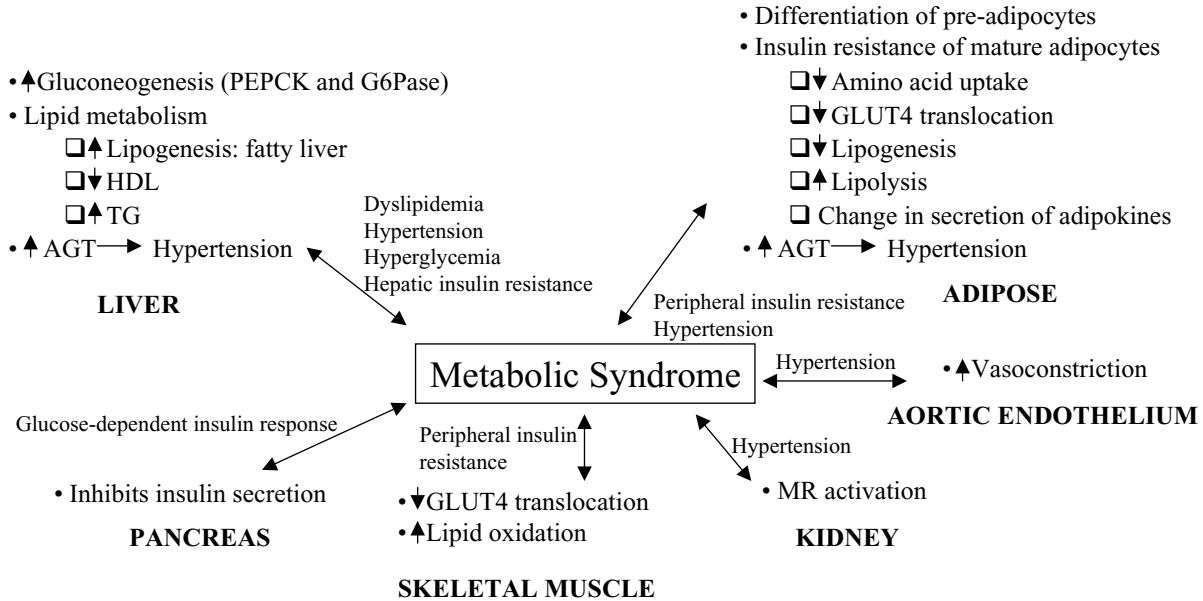 • ↑Gluconeogenesis (PEPCK and G6Pase)
• Lipid metabolism
❑↑Lipogenesis: fatty liver
❑↓HDL
❑↑TG
• ↑AGT→ Hypertension
LIVER
Dyslipidemia
Hypertension
Hyperglycemia
Hepatic insulin resistance
• Differentiation of pre-adipocytes
• Insulin resistance of mature adipocytes
❑↓Amino acid uptake
❑↓GLUT4 translocation
❑↓Lipogenesis
❑↑Lipolysis
❑ Change in secretion of adipokines
• ↑AGT→ Hypertension
ADIPOSE
Peripheral insulin resistance
Hypertension
Metabolic Syndrome
Hypertension
• ↑Vasoconstriction
AORTIC ENDOTHELIUM
Glucose-dependent insulin response
• Inhibits insulin secretion
PANCREAS
Peripheral insulin
resistance
• ↓GLUT4 translocation
• ↑Lipid oxidation
SKELETAL MUSCLE
Hypertension
• MR activation
KIDNEY